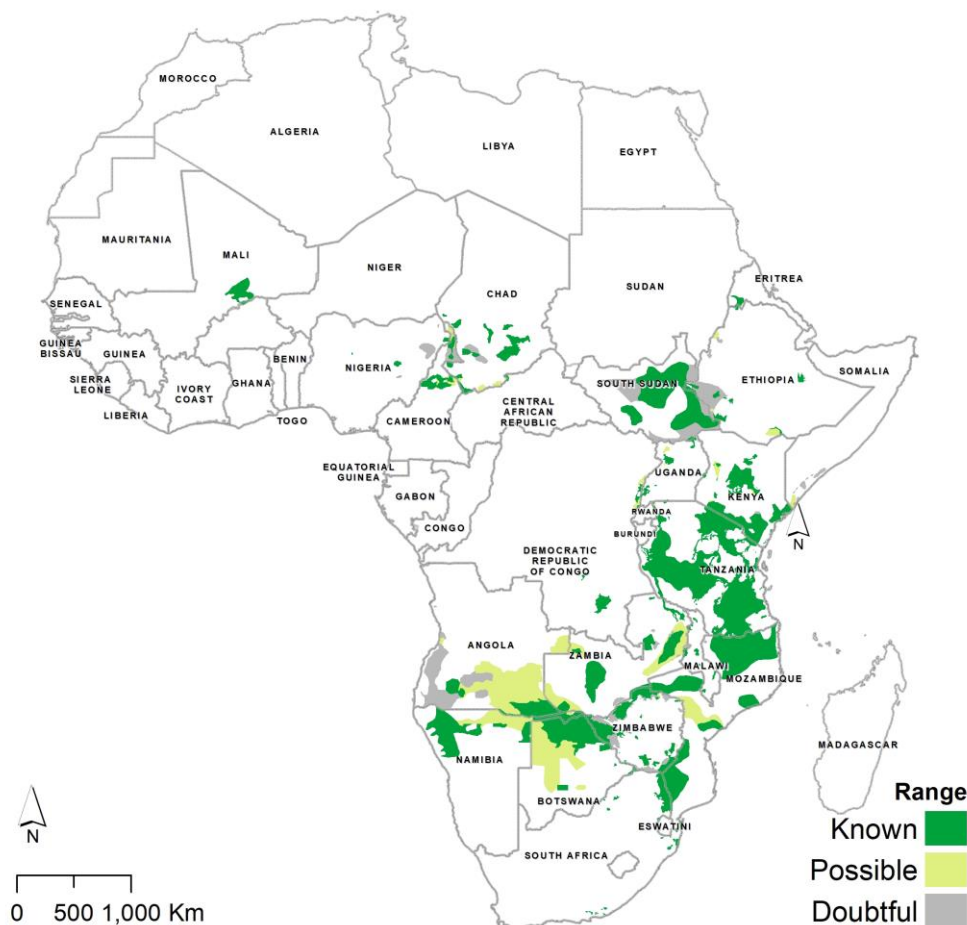 MOROCCO
ALGERIA
LIBYA
EGYPT
MAURITANIA
MALI
NIGER
CHAD
SUDAN
ERITREA
SENEGAL
GUINEA
BISSAU
GUINEA
SIERRA
LEONE
LIBERIA
IVORY
COAST
GHANA
BENIN
TOGO
NIGERIA
CAMEROON
CENTRAL
AFRICAN
REPUBLIC
SOUTH SUDAN
ETHIOPIA
SOMALIA
EQUATORIAL
GUINEA
GABON
CONGO
UGANDA
KENYA
RWANDA
BURUNDI
N
DEMOCRATIC
REPUBLIC
OF CONGO
TANZANIA
ANGOLA
ZAMBIA
MALAWI
MOZAMBIQUE
ZIMBABWE
NAMIBIA
BOTSWANA
MADAGASCAR
ESWATINI
SOUTH AFRICA
N
0 500 1,000 Km
Range
Known
Possible
Doubtful